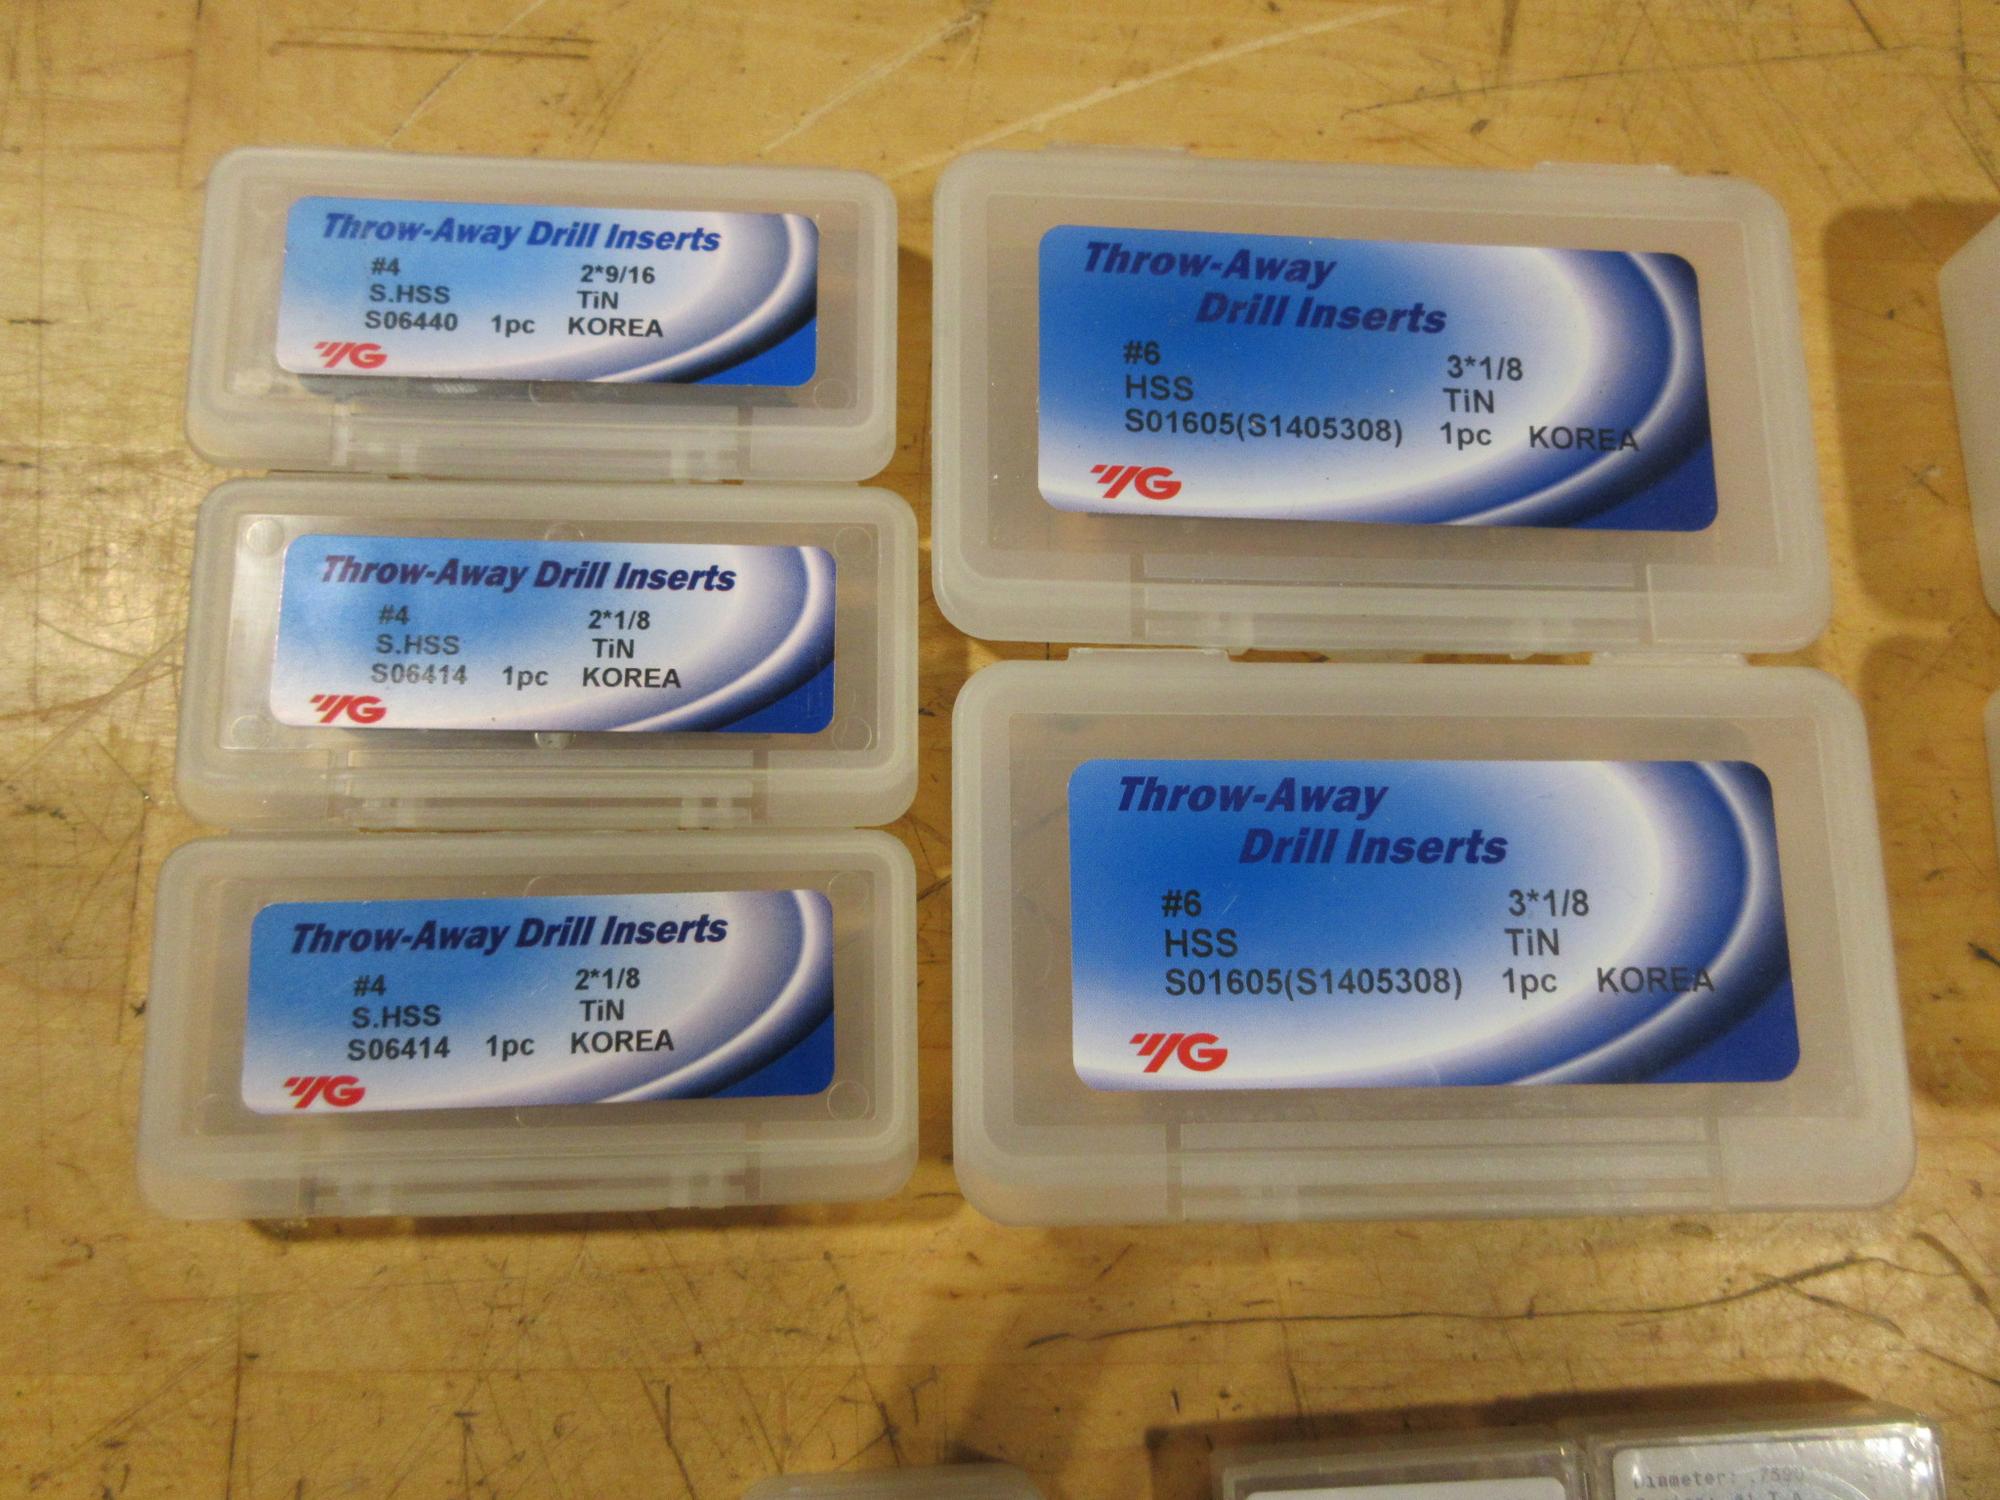 Throw-Away Drill Inserts
#4 2*9/16
S.HSS TiN
S06440 1pc KOREA
YG
Throw-Away Drill Inserts
#4 2*1/8
S.HSS TiN
S06414 1pc KOREA
YG
Throw-Away Drill Inserts
#4 2*1/8
S.HSS TiN
S06414 1pc KOREA
YG
Throw-Away
Drill Inserts
#6 3*1/8
HSS TiN
S01605(S1405308) 1pc KOREA
YG
Throw-Away
Drill Inserts
#6 3*1/8
HSS TiN
S01605(S1405308) 1pc KOREA
YG
Diameter: .7590